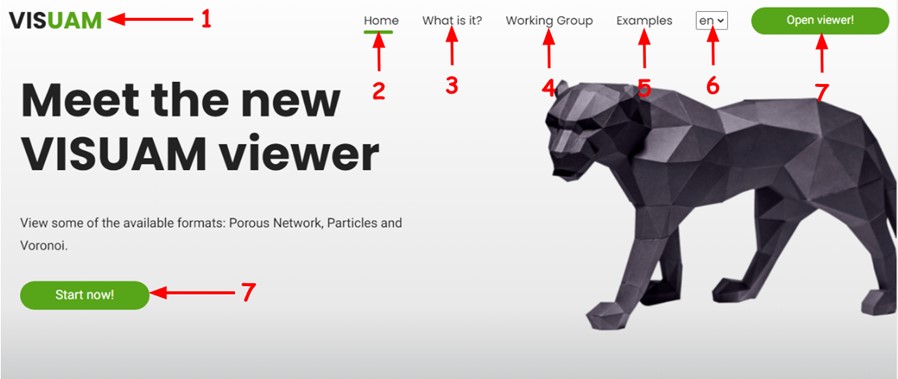 VISUAM
1
Home
What is it?
Working Group
Examples
en
Open viewer!
2
3
4
5
6
7
Meet the new
VISUAM viewer
View some of the available formats: Porous Network, Particles and
Voronoi.
Start now!
7